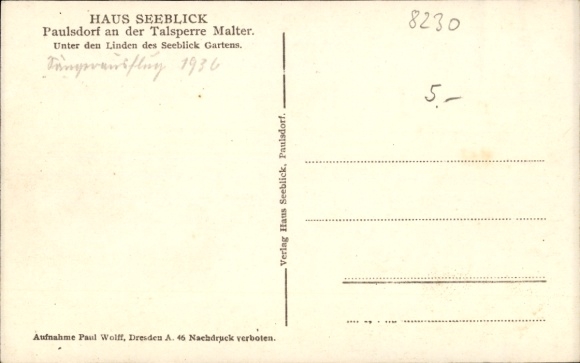 HAUS SEEBLICK
Paulsdorf an der Talsperre Malter.
Unter den Linden des Seeblick Gartens.
Sängerausflug 1936
8230
5.-
Verlag Haus Seeblick, Paulsdorf.
Aufnahme Paul Wolff, Dresden A. 46 Nachdruck verboten.